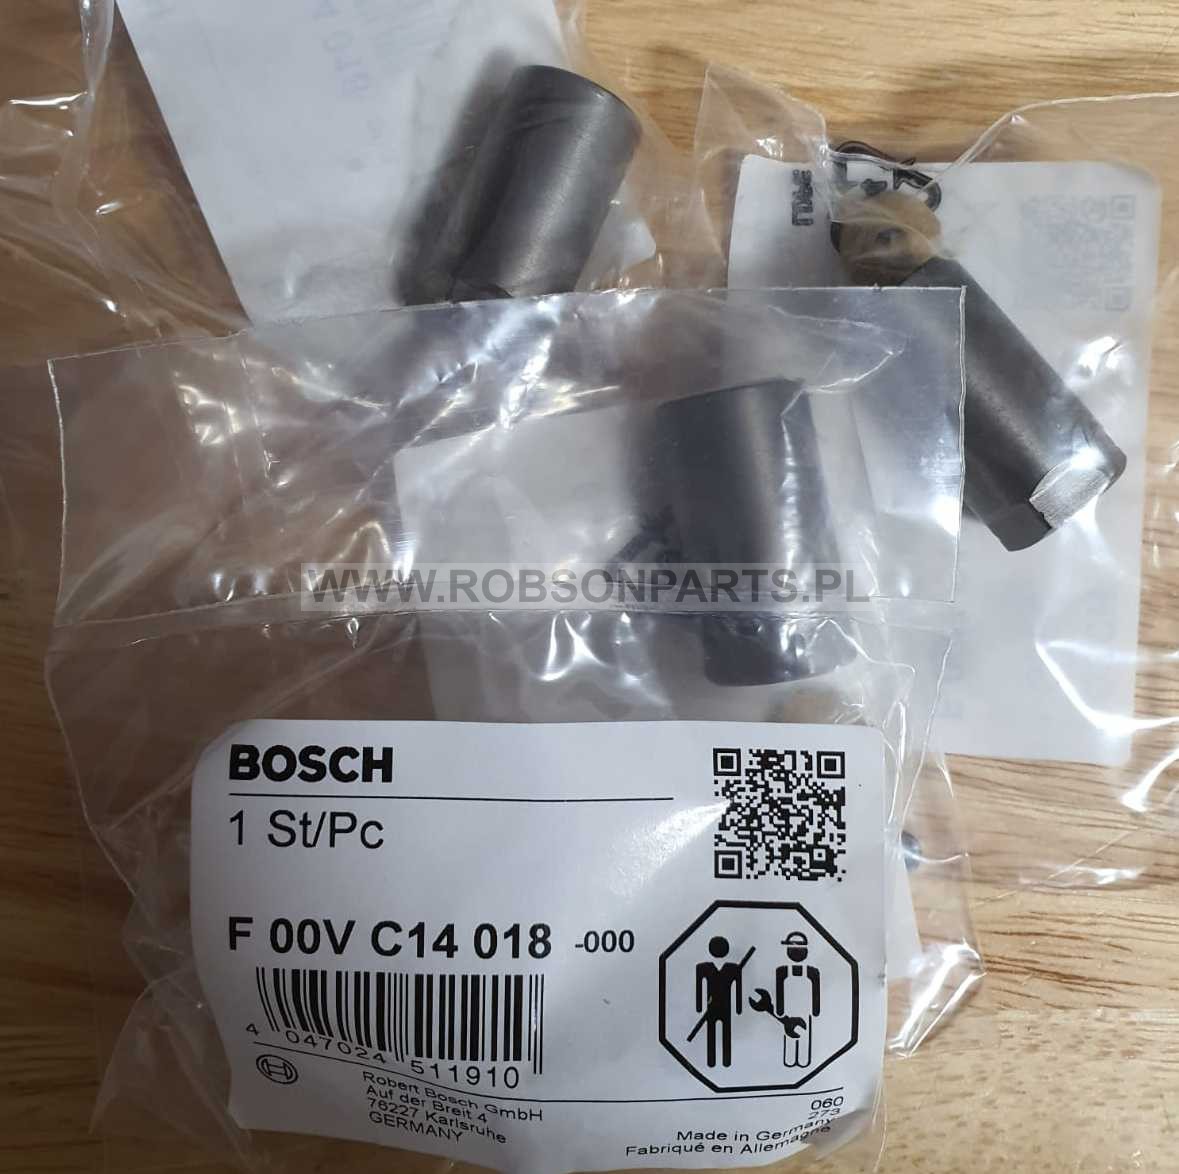 WWW.ROBSONPARTS.PL
BOSCH
1 St/Pc
F 00V C14 018 -000
4 047024 511910
Robert Bosch GmbH
Auf der Breit 4
76227 Karlsruhe
GERMANY
060
273
Made in Germany
Fabriqué en Allemagne